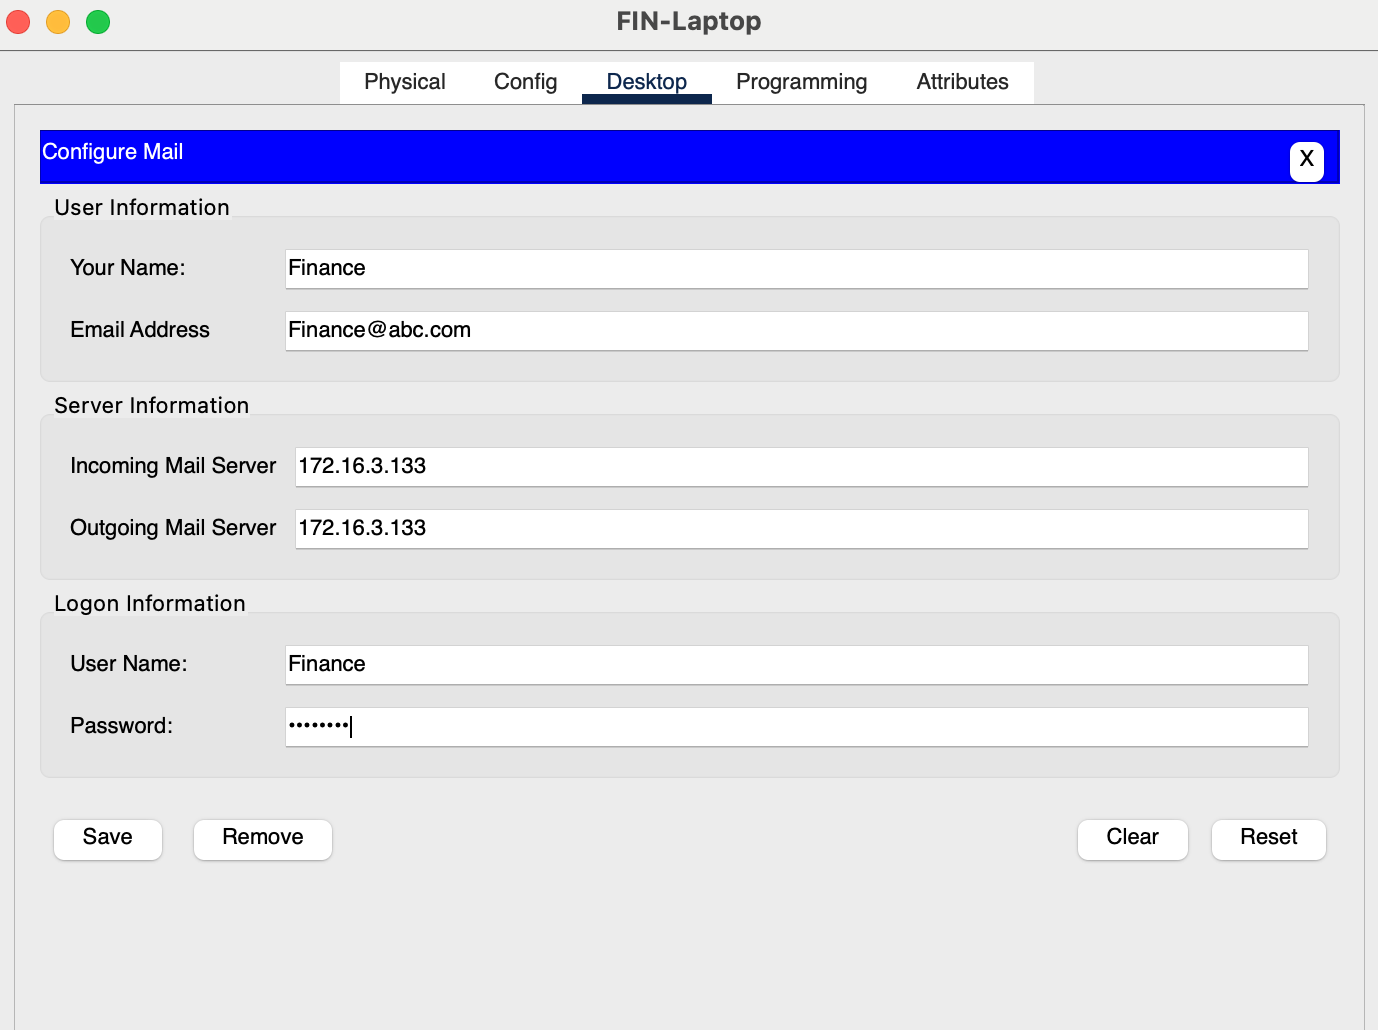 FIN-Laptop
Physical Config Desktop Programming Attributes
Configure Mail
X
User Information
Your Name: Finance
Email Address Finance@abc.com
Server Information
Incoming Mail Server 172.16.3.133
Outgoing Mail Server 172.16.3.133
Logon Information
User Name: Finance
Password: ••••••••
Save Remove Clear Reset